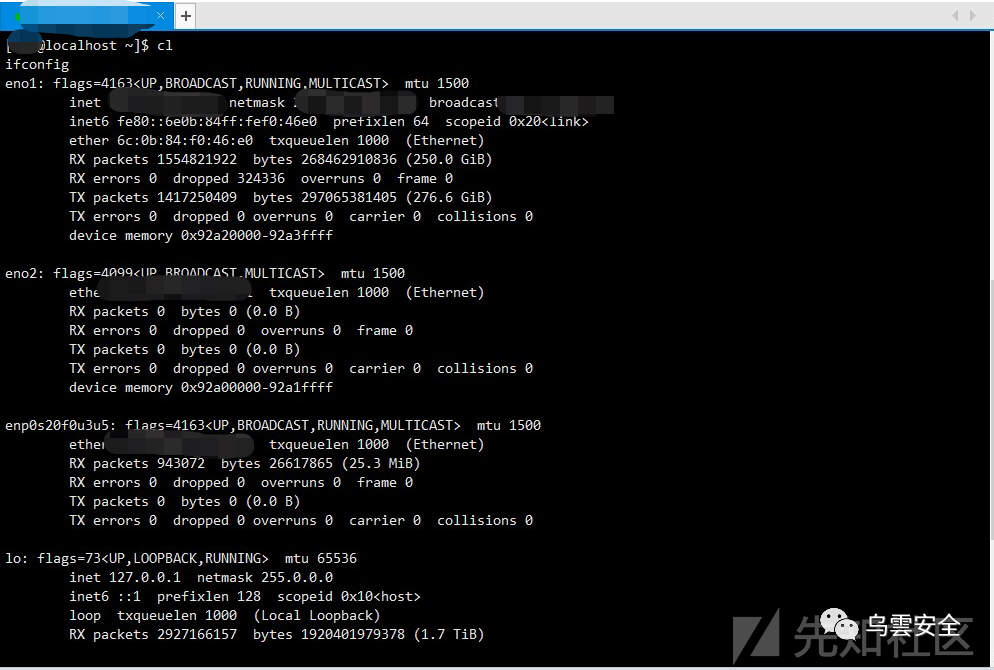 @localhost ~]$ cl
ifconfig
eno1: flags=4163<UP,BROADCAST,RUNNING,MULTICAST> mtu 1500
inet netmask broadcast
inet6 fe80::6e0b:84ff:fef0:46e0 prefixlen 64 scopeid 0x20<link>
ether 6c:0b:84:f0:46:e0 txqueuelen 1000 (Ethernet)
RX packets 1554821922 bytes 268462910836 (250.0 GiB)
RX errors 0 dropped 324336 overruns 0 frame 0
TX packets 1417250409 bytes 297065381405 (276.6 GiB)
TX errors 0 dropped 0 overruns 0 carrier 0 collisions 0
device memory 0x92a20000-92a3ffff
eno2: flags=4099<UP,BROADCAST,MULTICAST> mtu 1500
ethe txqueuelen 1000 (Ethernet)
RX packets 0 bytes 0 (0.0 B)
RX errors 0 dropped 0 overruns 0 frame 0
TX packets 0 bytes 0 (0.0 B)
TX errors 0 dropped 0 overruns 0 carrier 0 collisions 0
device memory 0x92a00000-92a1ffff
enp0s20f0u3u5: flags=4163<UP,BROADCAST,RUNNING,MULTICAST> mtu 1500
ether txqueuelen 1000 (Ethernet)
RX packets 943072 bytes 26617865 (25.3 MiB)
RX errors 0 dropped 0 overruns 0 frame 0
TX packets 0 bytes 0 (0.0 B)
TX errors 0 dropped 0 overruns 0 carrier 0 collisions 0
lo: flags=73<UP,LOOPBACK,RUNNING> mtu 65536
inet 127.0.0.1 netmask 255.0.0.0
inet6 ::1 prefixlen 128 scopeid 0x10<host>
loop txqueuelen 1000 (Local Loopback)
RX packets 2927166157 bytes 1920401979378 (1.7 TiB)
乌雲安全
先知社区